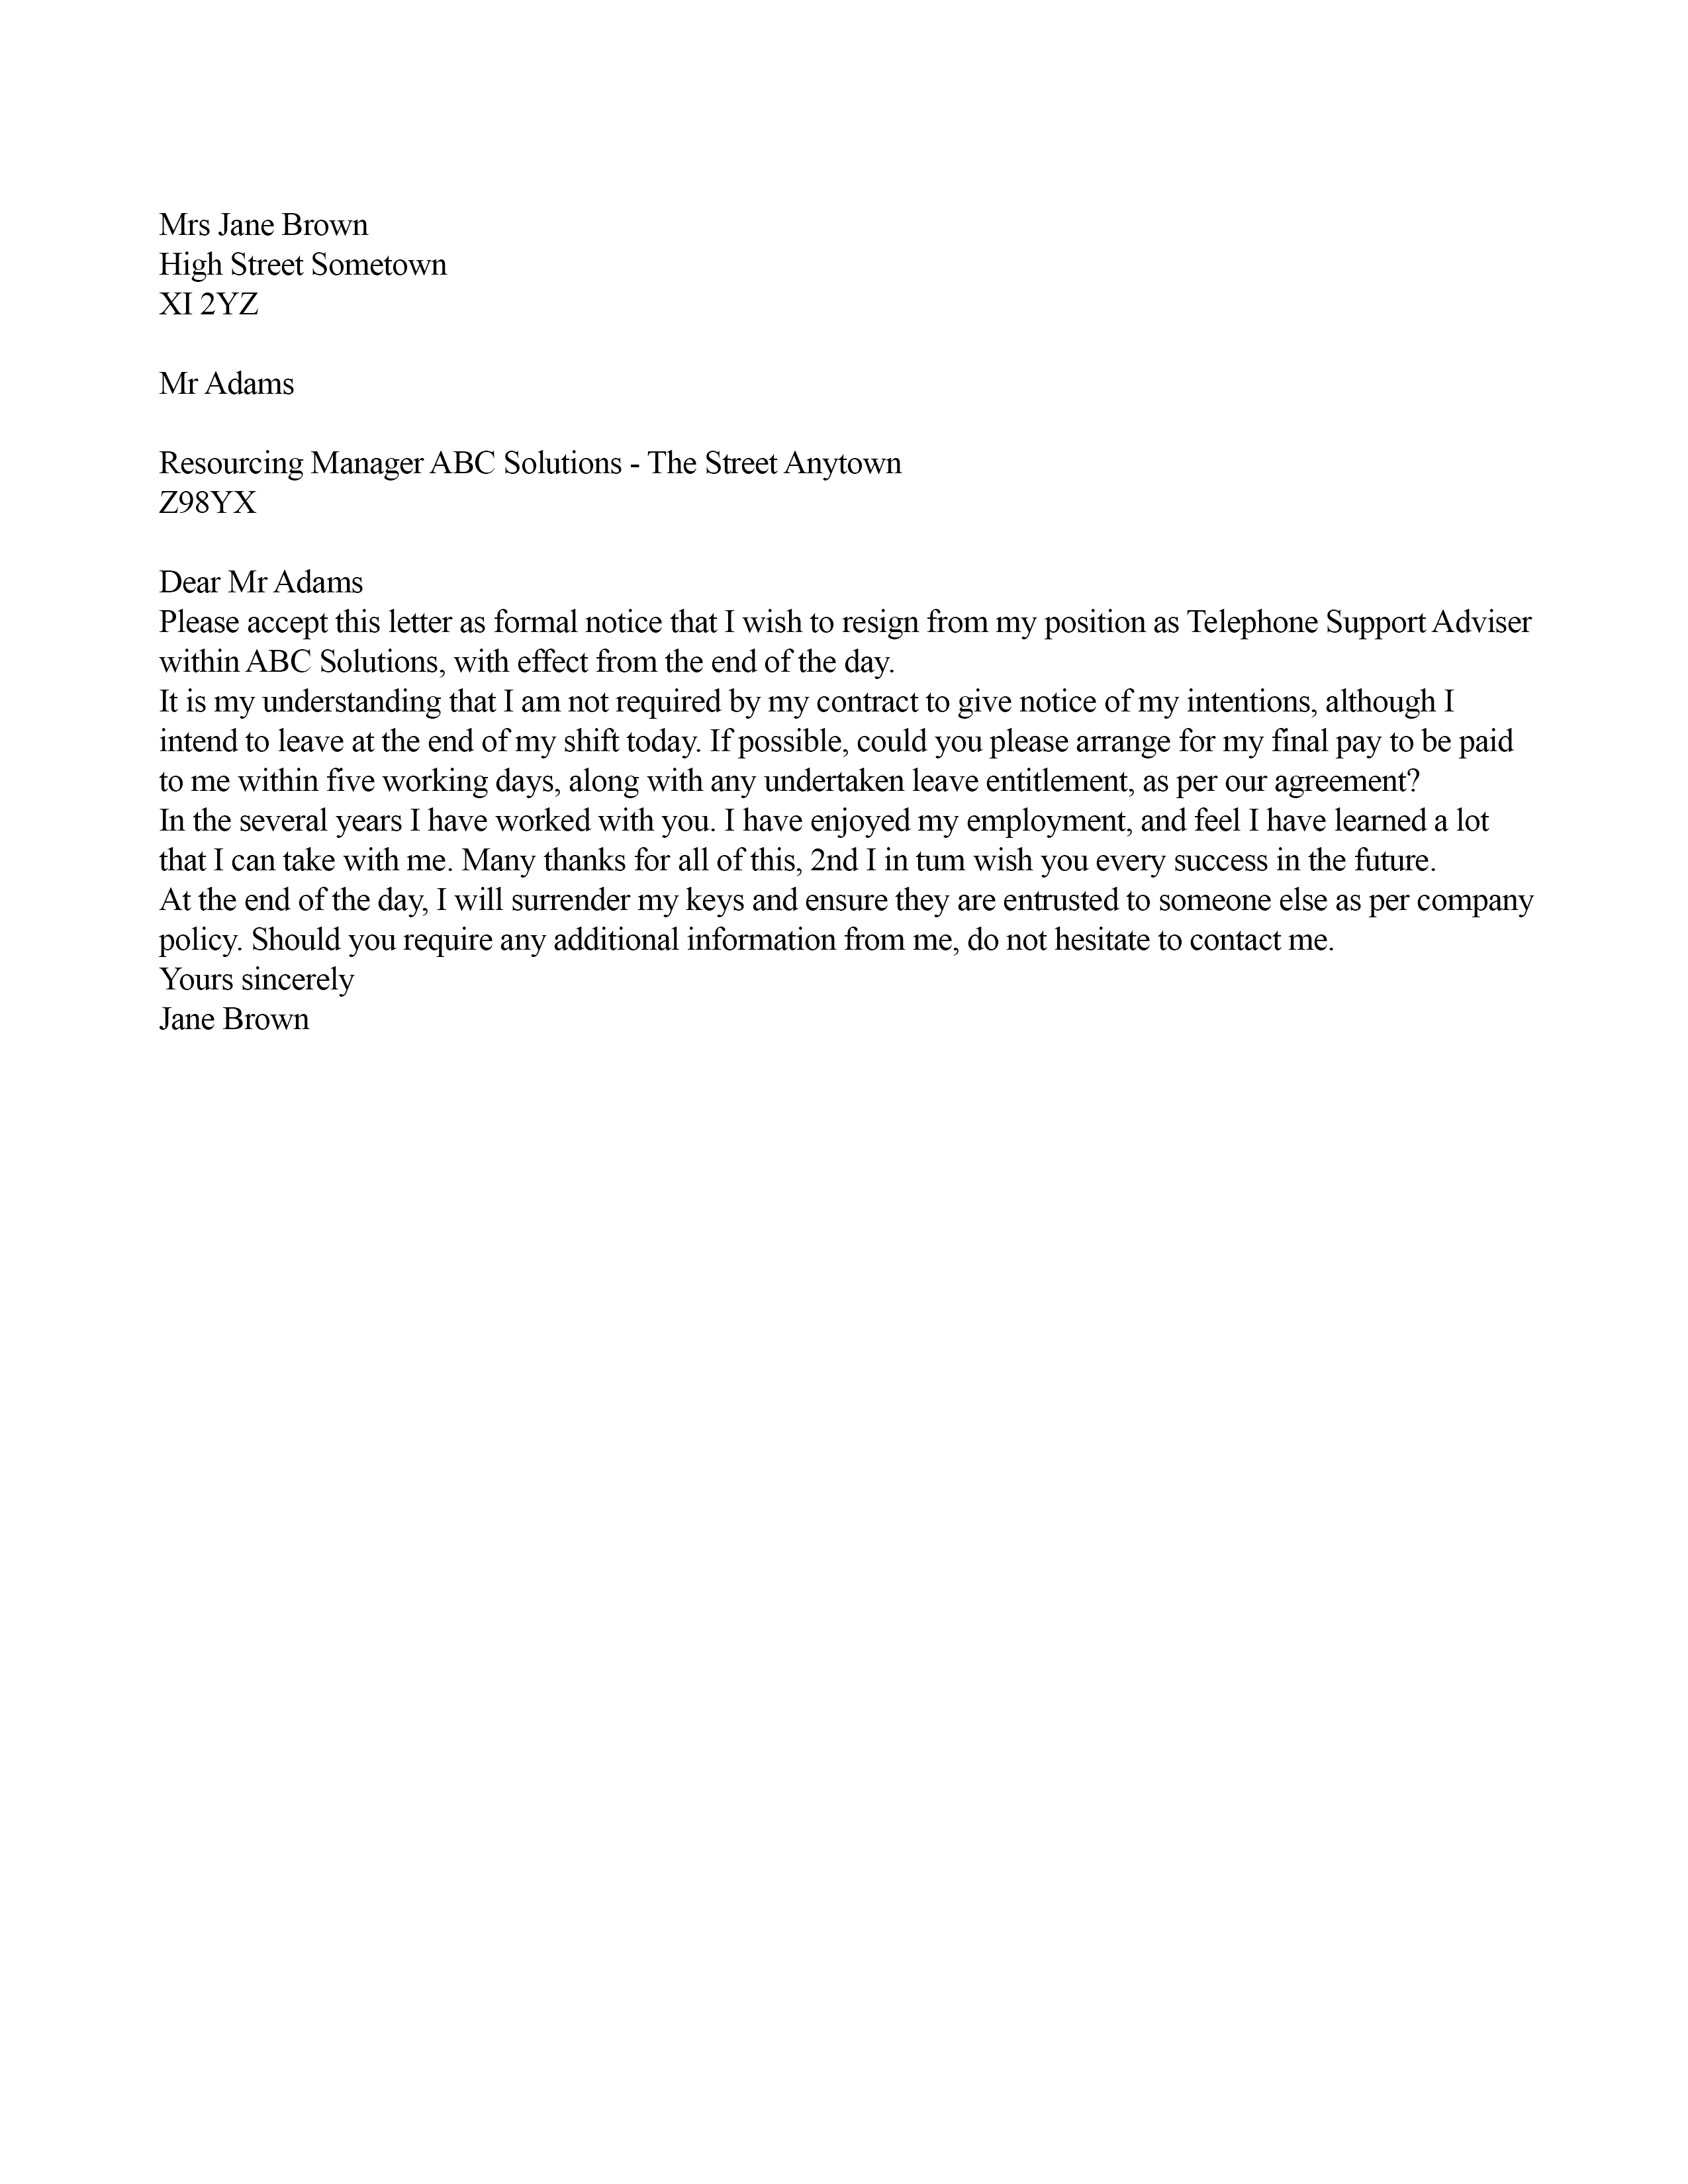 Mrs Jane Brown
High Street Sometown
XI 2YZ
Mr Adams
Resourcing Manager ABC Solutions - The Street Anytown
Z98YX
Dear Mr Adams
Please accept this letter as formal notice that I wish to resign from my position as Telephone Support Adviser
within ABC Solutions, with effect from the end of the day.
It is my understanding that I am not required by my contract to give notice of my intentions, although I
intend to leave at the end of my shift today. If possible, could you please arrange for my final pay to be paid
to me within five working days, along with any undertaken leave entitlement, as per our agreement?
In the several years I have worked with you. I have enjoyed my employment, and feel I have learned a lot
that I can take with me. Many thanks for all of this, 2nd I in tum wish you every success in the future.
At the end of the day, I will surrender my keys and ensure they are entrusted to someone else as per company
policy. Should you require any additional information from me, do not hesitate to contact me.
Yours sincerely
Jane Brown